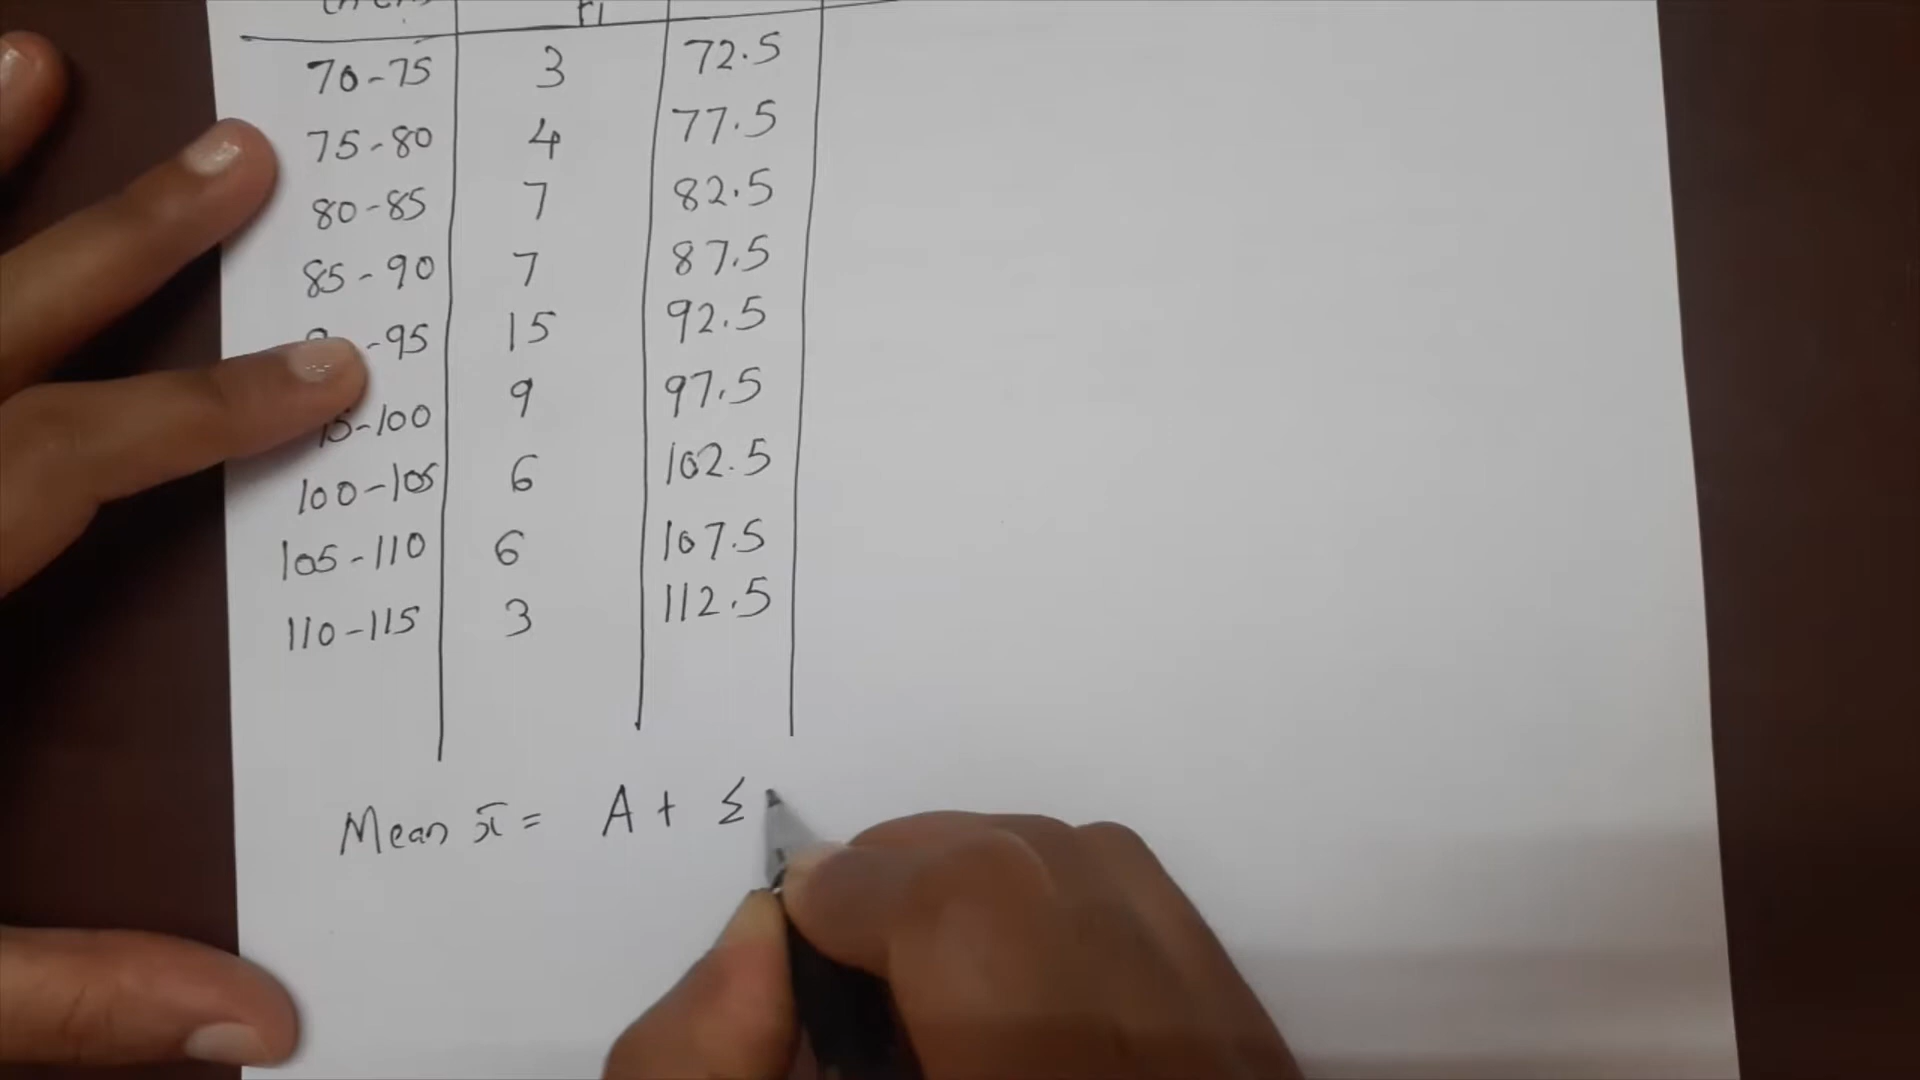 fi
70-75 3 72.5
75-80 4 77.5
80-85 7 82.5
85-90 7 87.5
-95 15 92.5
-100 9 97.5
100-105 6 102.5
105-110 6 107.5
110-115 3 112.5
Mean x̄ = A + Σ